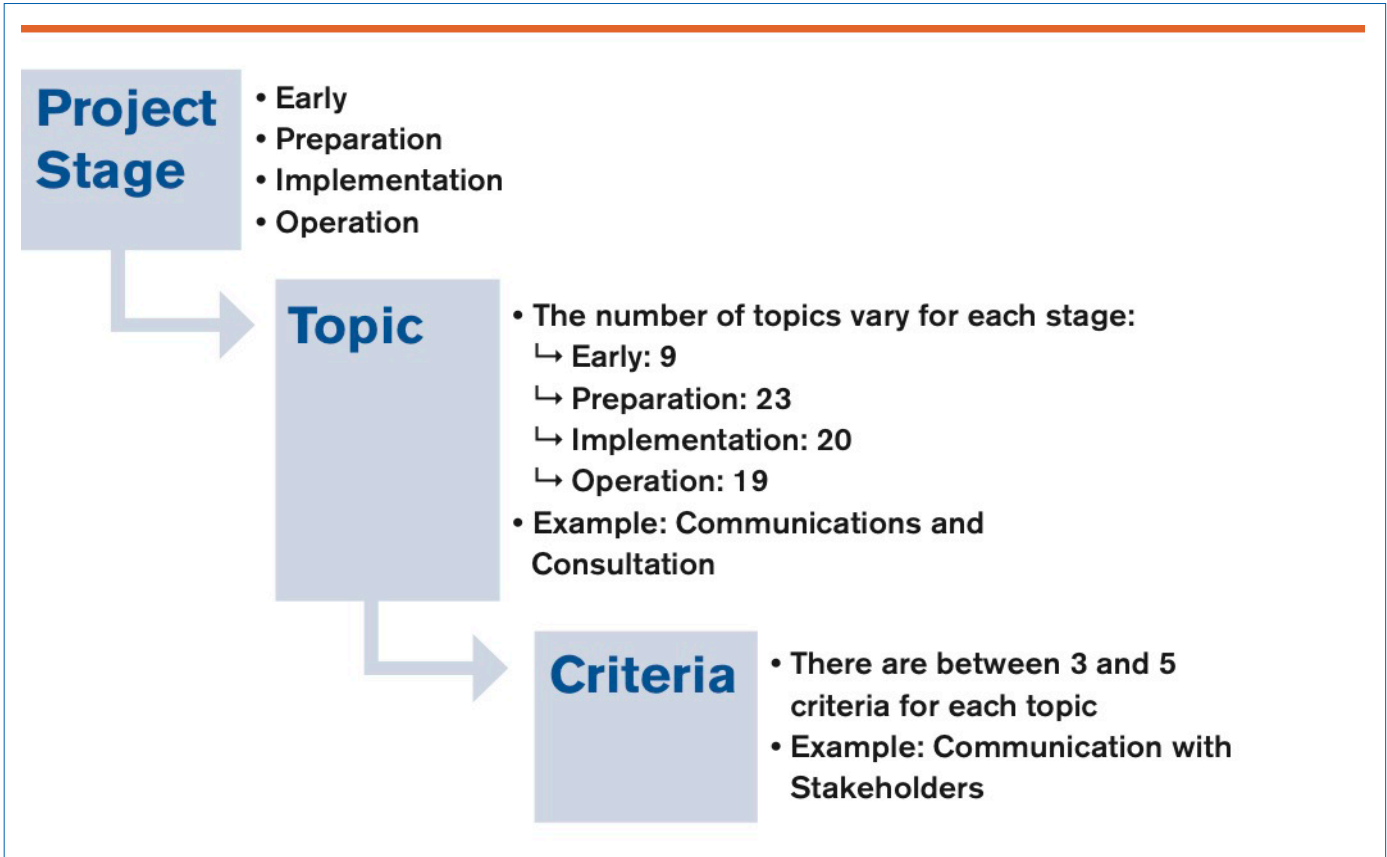 Project
Stage
• Early
• Preparation
• Implementation
• Operation
Topic
• The number of topics vary for each stage:
↳ Early: 9
↳ Preparation: 23
↳ Implementation: 20
↳ Operation: 19
• Example: Communications and
Consultation
Criteria
• There are between 3 and 5
criteria for each topic
• Example: Communication with
Stakeholders